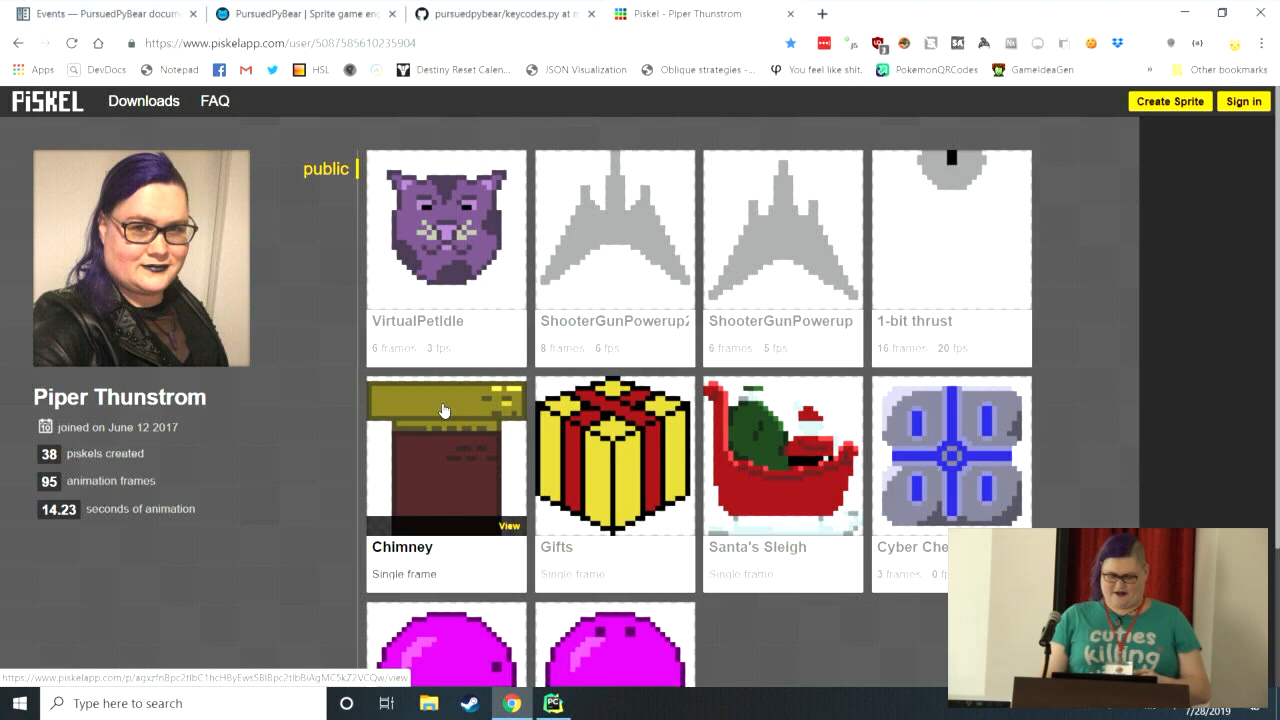 Events — PursuedPyBear docum
PursuedPyBear | Sprite game eng
pursuedpybear/keycodes.py at m
Piskel - Piper Thunstrom
https://www.piskelapp.com/user/5087585610235904
Apps
DevDocs
Notepad
HSL
Destiny Reset Calen...
JSON Visualization
Oblique strategies -...
You feel like shit.
PokemonQRCodes
GameIdeaGen
Other bookmarks
PiSKEL
Downloads
FAQ
Create Sprite
Sign in
public
VirtualPetIdle
6 frames 3 fps
ShooterGunPowerup2
8 frames 6 fps
ShooterGunPowerup
6 frames 5 fps
1-bit thrust
16 frames 20 fps
Piper Thunstrom
joined on June 12 2017
38 piskels created
95 animation frames
14.23 seconds of animation
View
Chimney
Single frame
Gifts
Single frame
Santa's Sleigh
Single frame
Cyber Che
3 frames 0 f
cuties
killing
Type here to search
7/28/2019